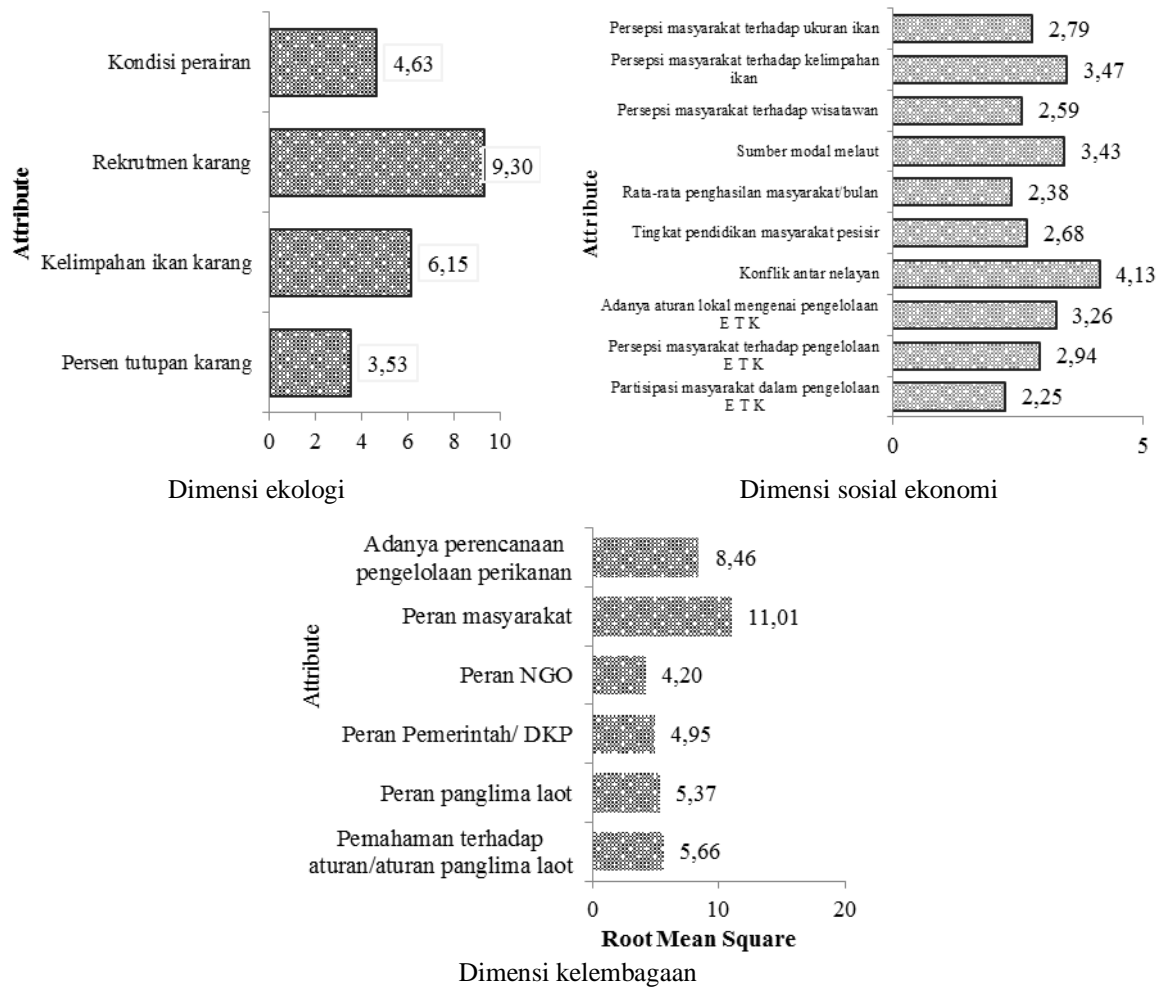 Kondisi perairan
4,63
Rekrutmen karang
9,30
Kelimpahan ikan karang
6,15
Persen tutupan karang
3,53
Attribute
0 2 4 6 8 10
Dimensi ekologi
Persepsi masyarakat terhadap ukuran ikan
2,79
Persepsi masyarakat terhadap kelimpahan
ikan
3,47
Persepsi masyarakat terhadap wisatawan
2,59
Sumber modal melaut
3,43
Rata-rata penghasilan masyarakat/bulan
2,38
Tingkat pendidikan masyarakat pesisir
2,68
Konflik antar nelayan
4,13
Adanya aturan lokal mengenai pengelolaan
E T K
3,26
Persepsi masyarakat terhadap pengelolaan
E T K
2,94
Partisipasi masyarakat dalam pengelolaan
E T K
2,25
Attribute
0 5
Dimensi sosial ekonomi
Adanya perencanaan
pengelolaan perikanan
8,46
Peran masyarakat
11,01
Peran NGO
4,20
Peran Pemerintah/ DKP
4,95
Peran panglima laot
5,37
Pemahaman terhadap
aturan/aturan panglima laot
5,66
Attribute
0 10 20
Root Mean Square
Dimensi kelembagaan